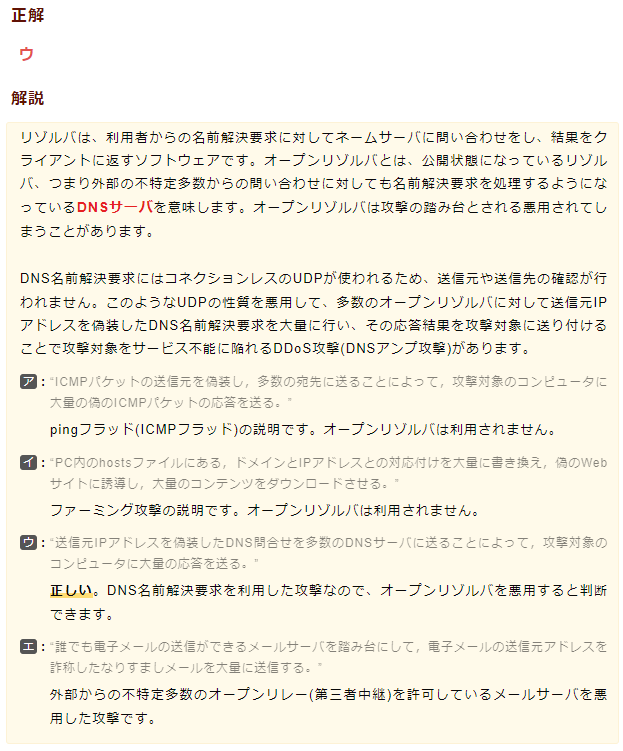 正解
ウ
解説
リゾルバは、利用者からの名前解決要求に対してネームサーバに問い合わせをし、結果をク
ライアントに返すソフトウェアです。オープンリゾルバとは、公開状態になっているリゾル
バ、つまり外部の不特定多数からの問い合わせに対しても名前解決要求を処理するようにな
っているDNSサーバを意味します。オープンリゾルバは攻撃の踏み台とされる悪用されてし
まうことがあります。
DNS名前解決要求にはコネクションレスのUDPが使われるため、送信元や送信先の確認が行
われません。このようなUDPの性質を悪用して、多数のオープンリゾルバに対して送信元IP
アドレスを偽装したDNS名前解決要求を大量に行い、その応答結果を攻撃対象に送り付ける
ことで攻撃対象をサービス不能に陥れるDDoS攻撃(DNSアンプ攻撃)があります。
ア："ICMPパケットの送信元を偽装し，多数の宛先に送ることによって，攻撃対象のコンピュータに
大量の偽のICMPパケットの応答を送る。"
pingフラッド(ICMPフラッド)の説明です。オープンリゾルバは利用されません。
イ："PC内のhostsファイルにある，ドメインとIPアドレスとの対応付けを大量に書き換え，偽のWeb
サイトに誘導し，大量のコンテンツをダウンロードさせる。"
ファーミング攻撃の説明です。オープンリゾルバは利用されません。
ウ："送信元IPアドレスを偽装したDNS問合せを多数のDNSサーバに送ることによって，攻撃対象の
コンピュータに大量の応答を送る。"
正しい。DNS名前解決要求を利用した攻撃なので、オープンリゾルバを悪用すると判断
できます。
エ："誰でも電子メールの送信ができるメールサーバを踏み台にして，電子メールの送信元アドレスを
詐称したなりすましメールを大量に送信する。"
外部からの不特定多数のオープンリレー(第三者中継)を許可しているメールサーバを悪
用した攻撃です。